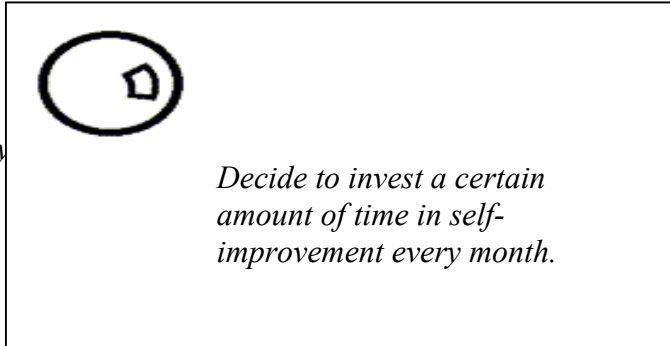 Decide to invest a certain
amount of time in self-
improvement every month.